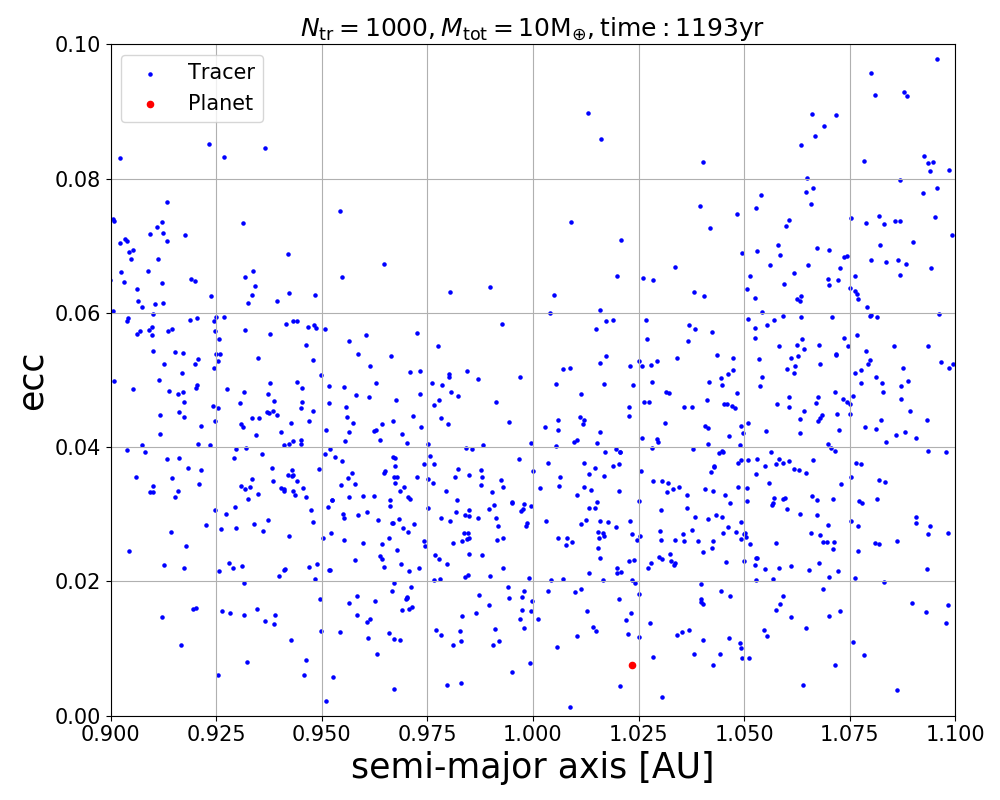 N_tr = 1000, M_tot = 10M_⊕, time : 1193yr
Tracer
Planet
0.10
0.08
0.06
0.04
0.02
0.00
ecc
0.900 0.925 0.950 0.975 1.000 1.025 1.050 1.075 1.100
semi-major axis [AU]